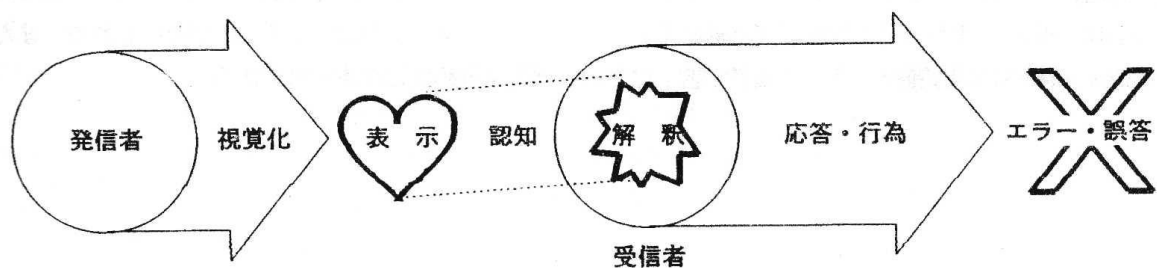 発信者
視覚化
表示
認知
解釈
応答・行為
エラー・誤答
受信者